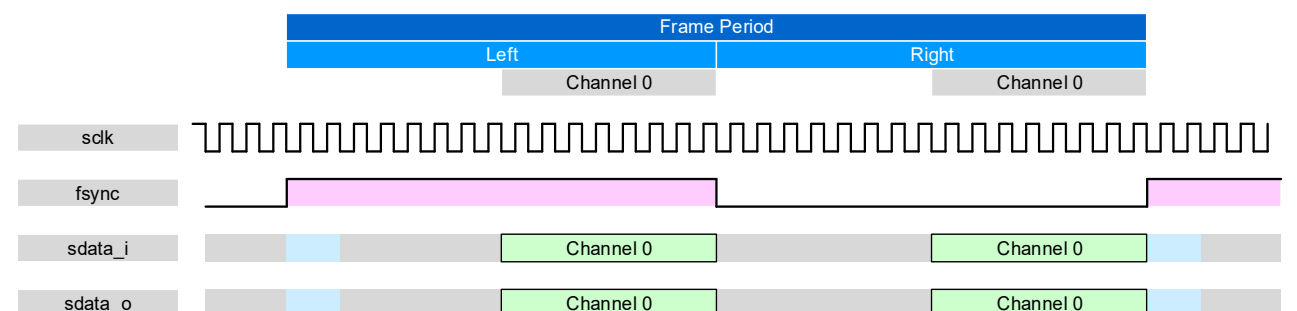 Frame Period
Left Right
Channel 0 Channel 0
sclk
fsync
sdata_i Channel 0 Channel 0
sdata_o Channel 0 Channel 0